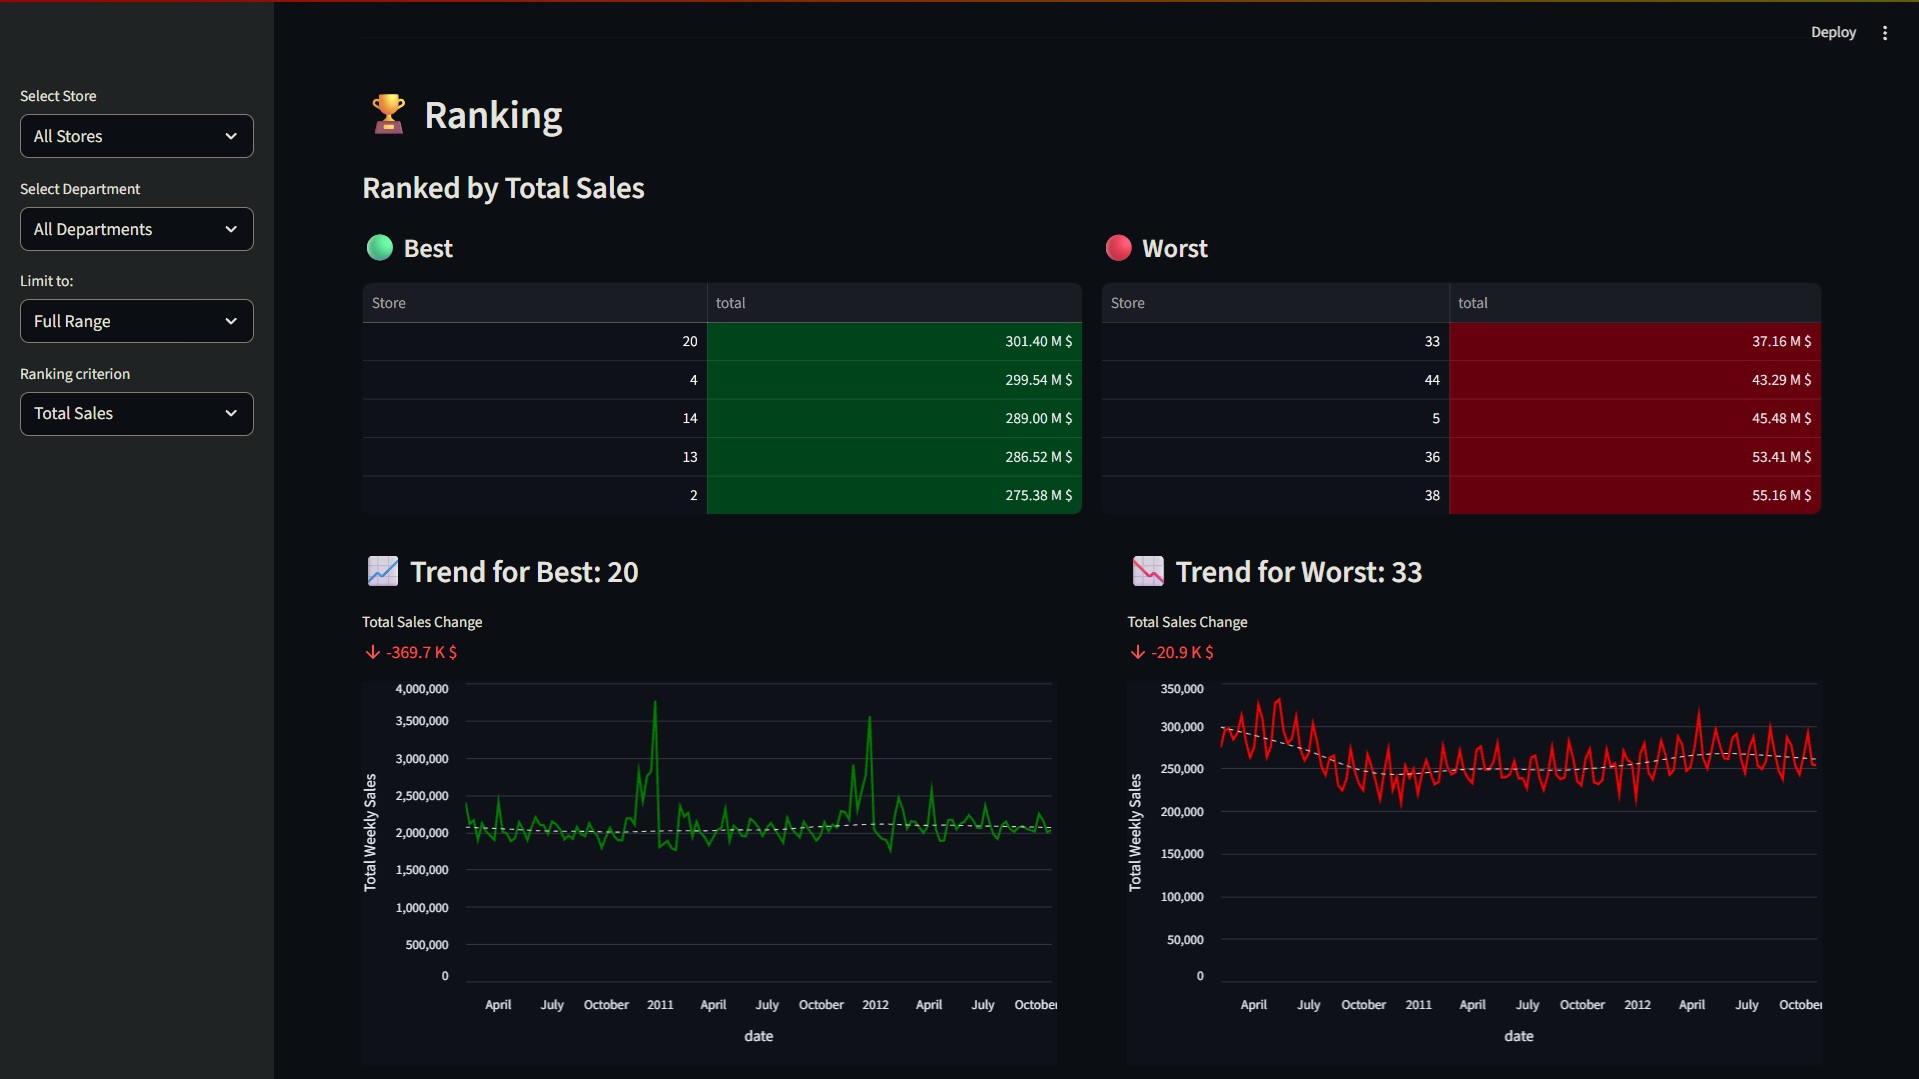 Deploy
Select Store
All Stores
Select Department
All Departments
Limit to:
Full Range
Ranking criterion
Total Sales
Ranking
Ranked by Total Sales
Best
Store total
20 301.40 M $
4 299.54 M $
14 289.00 M $
13 286.52 M $
2 275.38 M $
Worst
Store total
33 37.16 M $
44 43.29 M $
5 45.48 M $
36 53.41 M $
38 55.16 M $
Trend for Best: 20
Total Sales Change
-369.7 K $
Total Weekly Sales
4,000,000
3,500,000
3,000,000
2,500,000
2,000,000
1,500,000
1,000,000
500,000
0
April July October 2011 April July October 2012 April July October
date
Trend for Worst: 33
Total Sales Change
-20.9 K $
Total Weekly Sales
350,000
300,000
250,000
200,000
150,000
100,000
50,000
0
April July October 2011 April July October 2012 April July October
date